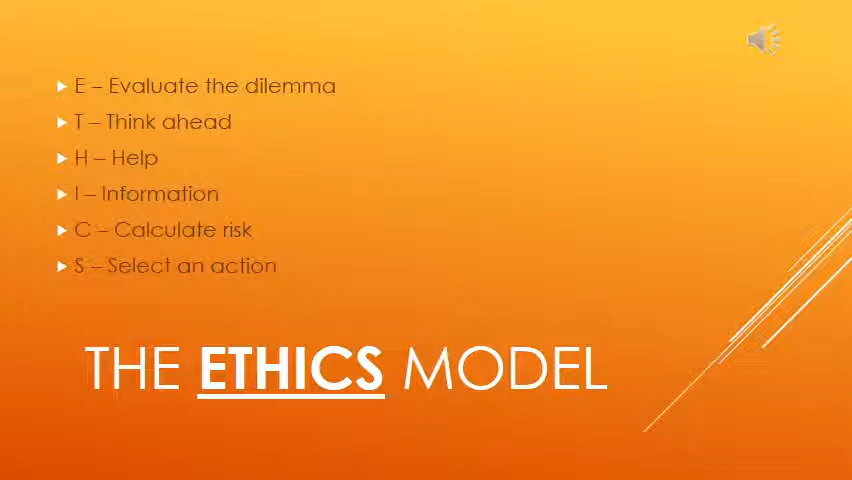 E – Evaluate the dilemma
T – Think ahead
H – Help
I – Information
C – Calculate risk
S – Select an action
THE ETHICS MODEL